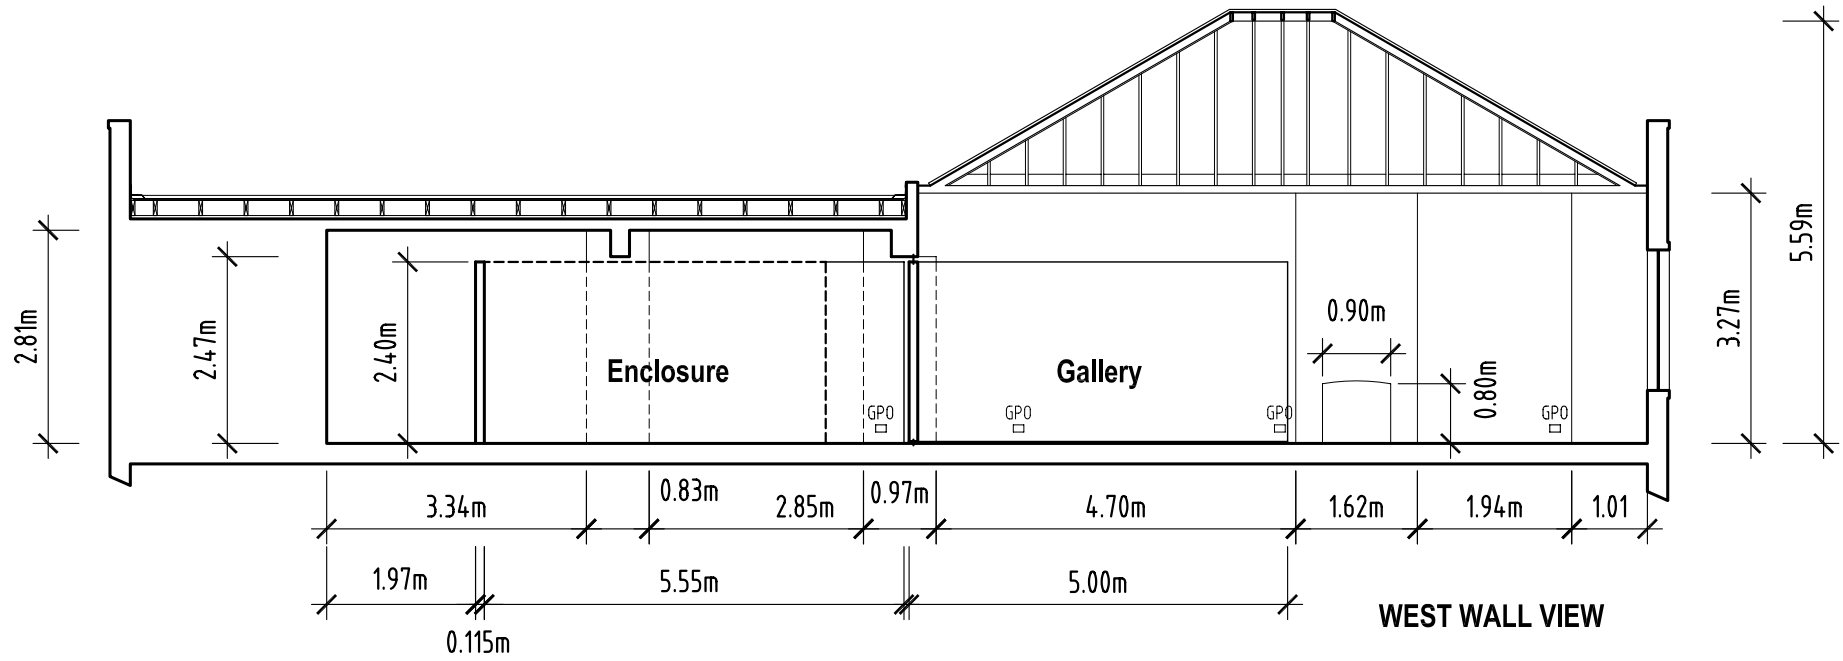 5.59m
2.81m
2.47m
2.40m
3.27m
0.90m
0.80m
Enclosure
Gallery
GPO
GPO
GPO
GPO
3.34m
0.83m
2.85m
0.97m
4.70m
1.62m
1.94m
1.01
1.97m
5.55m
5.00m
0.115m
WEST WALL VIEW